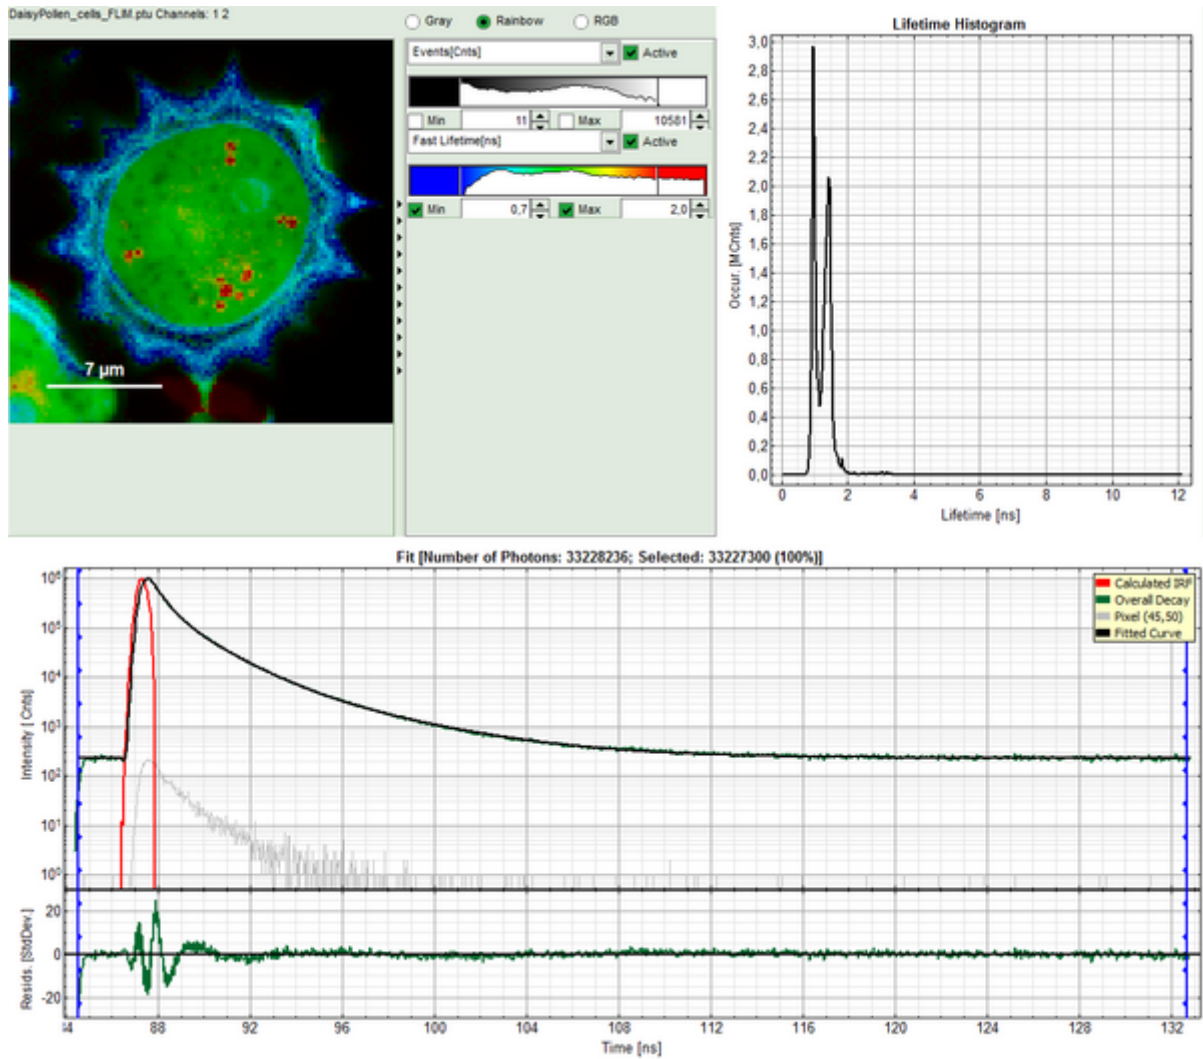 DaisyPollen_cells_FLIM.ptu Channels: 1 2
Gray Rainbow RGB
Events[Cnts] Active
Min 11 Max 10581
Fast Lifetime[ns] Active
Min 0,7 Max 2,0
7 µm
Lifetime Histogram
3,0
2,8
2,6
2,4
2,2
2,0
1,8
1,6
1,4
1,2
1,0
0,8
0,6
0,4
0,2
0,0
Occur. [MCnts]
0 2 4 6 8 10 12
Lifetime [ns]
Fit [Number of Photons: 33228236; Selected: 33227300 (100%)]
Calculated IRF
Overall Decay
Pixel (45,50)
Fitted Curve
10⁶
10⁵
10⁴
10³
10²
10¹
10⁰
Intensity [ Cnts]
20
0
-20
Resids. [StdDev.]
88 92 96 100 104 108 112 116 120 124 128 132
Time [ns]